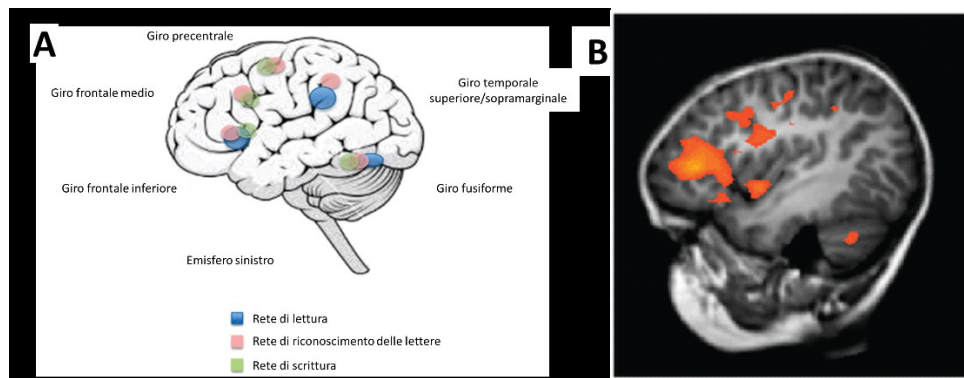 A
B
Giro precentrale
Giro frontale medio
Giro temporale
superiore/sopramarginale
Giro frontale inferiore
Giro fusiforme
Emisfero sinistro
Rete di lettura
Rete di riconoscimento delle lettere
Rete di scrittura